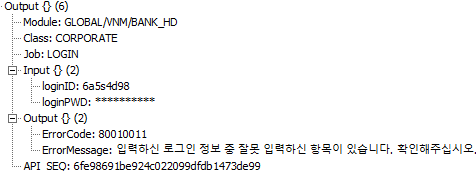 Output {} (6)
Module: GLOBAL/VNM/BANK_HD
Class: CORPORATE
Job: LOGIN
Input {} (2)
loginID: 6a5s4d98
loginPWD: **********
Output {} (2)
ErrorCode: 80010011
ErrorMessage: 입력하신 로그인 정보 중 잘못 입력하신 항목이 있습니다. 확인해주십시오.
API_SEQ: 6fe98691be924c022099dfdb1473de99